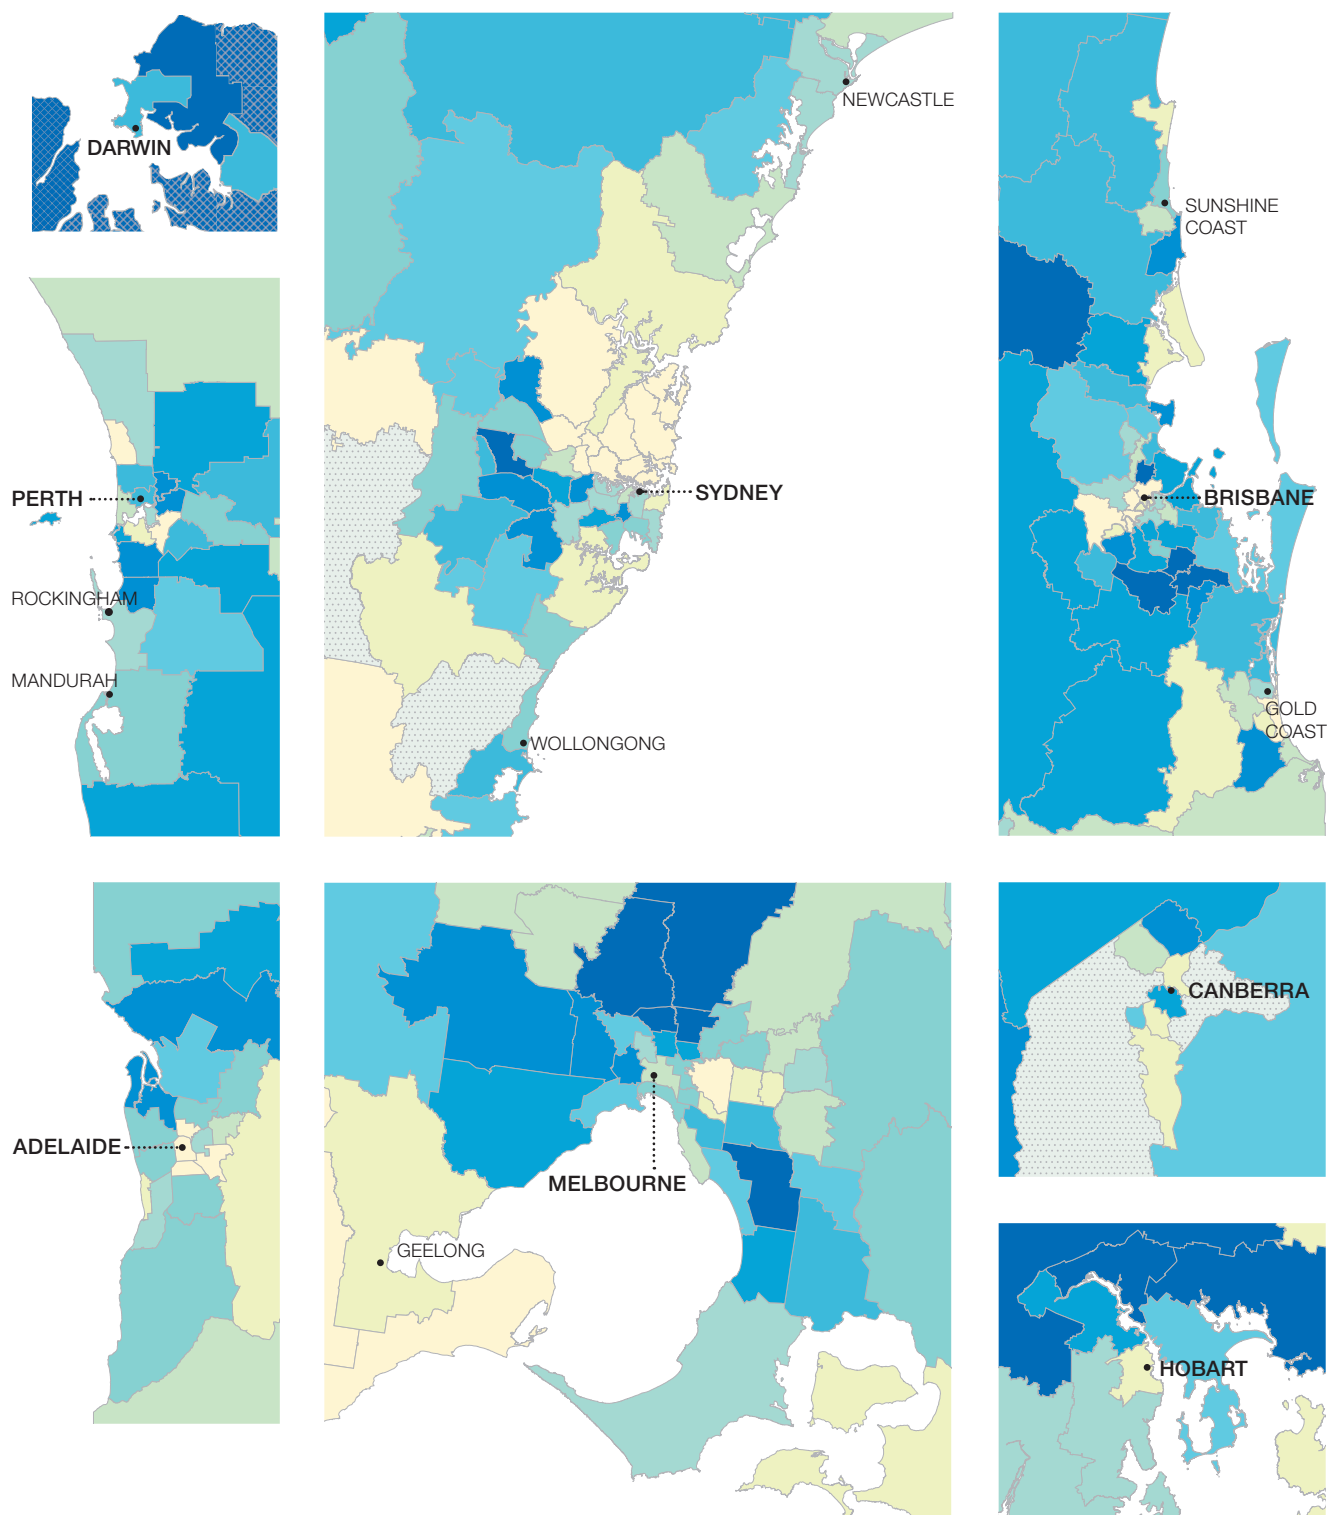 NEWCASTLE
DARWIN
SUNSHINE
COAST
PERTH
SYDNEY
BRISBANE
ROCKINGHAM
MANDURAH
WOLLONGONG
GOLD
COAST
CANBERRA
ADELAIDE
MELBOURNE
GEELONG
HOBART